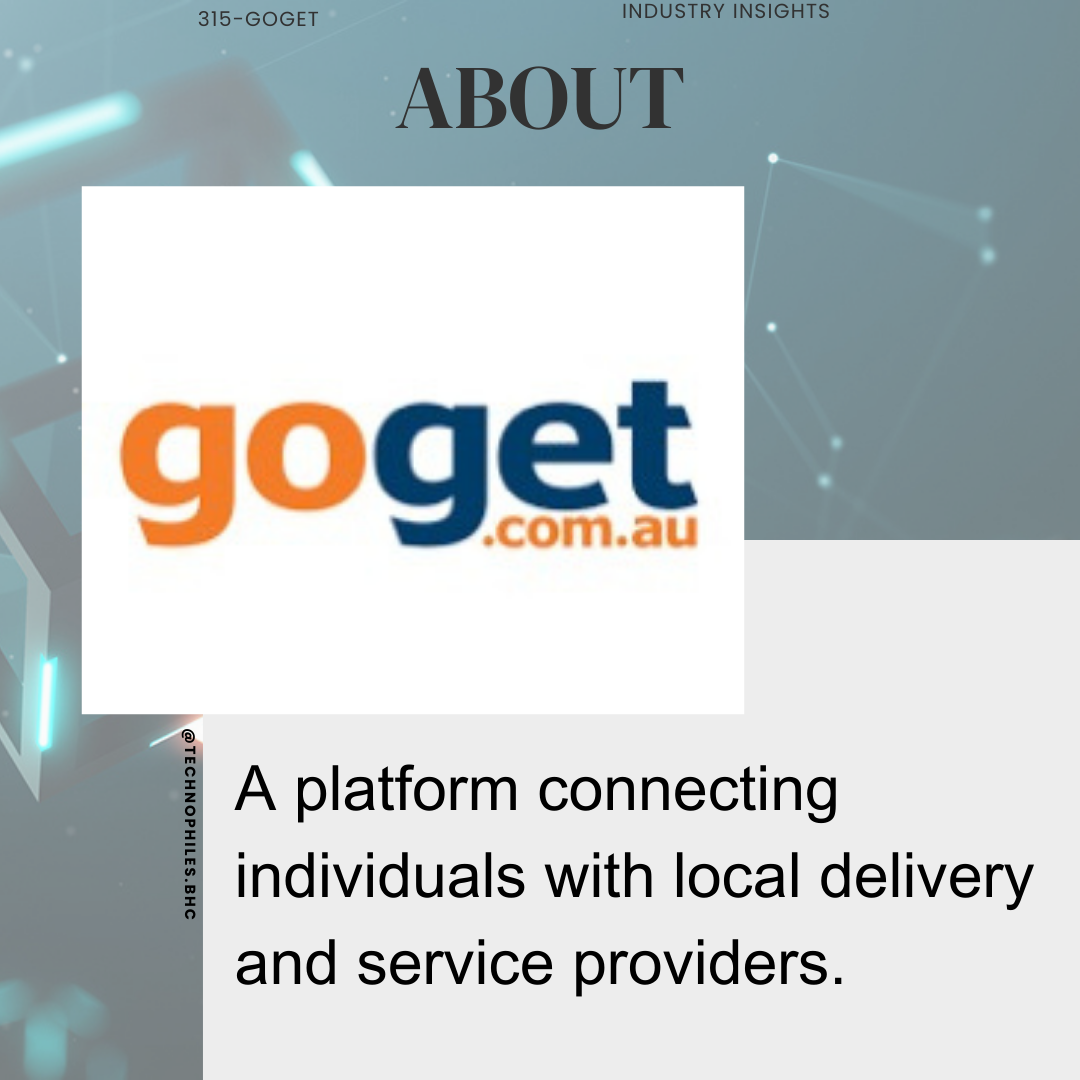 315-GOGET
INDUSTRY INSIGHTS
ABOUT
goget
.com.au
@TECHNOPHILES.BHC
A platform connecting
individuals with local delivery
and service providers.